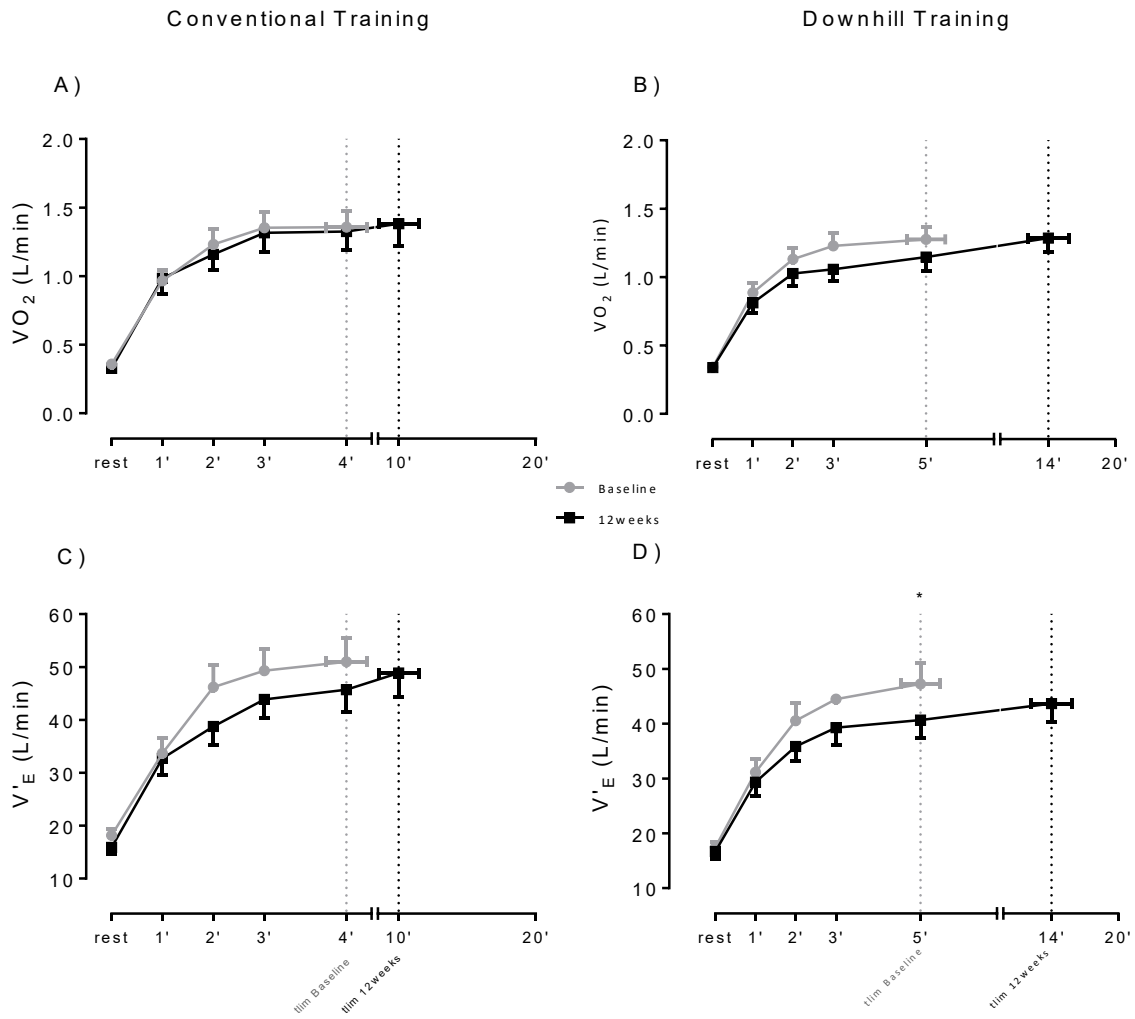 Conventional Training
Downhill Training
A)
B)
VO2 (L/min)
2.0
1.5
1.0
0.5
0.0
rest 1' 2' 3' 4' 10' 20'
VO2 (L/min)
2.0
1.5
1.0
0.5
0.0
rest 1' 2' 3' 5' 14' 20'
Baseline
12weeks
C)
D)
V'E (L/min)
60
50
40
30
20
10
rest 1' 2' 3' 4' 10' 20'
tlim Baseline
tlim 12weeks
*
V'E (L/min)
60
50
40
30
20
10
rest 1' 2' 3' 5' 14' 20'
tlim Baseline
tlim 12weeks